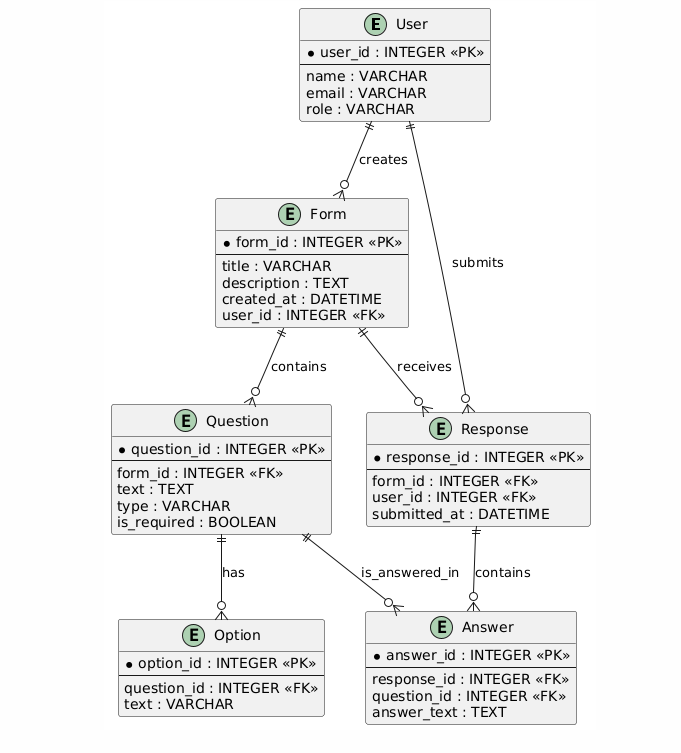 E User
* user_id : INTEGER «PK»
name : VARCHAR
email : VARCHAR
role : VARCHAR
creates
submits
E Form
* form_id : INTEGER «PK»
title : VARCHAR
description : TEXT
created_at : DATETIME
user_id : INTEGER «FK»
contains
receives
E Question
* question_id : INTEGER «PK»
form_id : INTEGER «FK»
text : TEXT
type : VARCHAR
is_required : BOOLEAN
E Response
* response_id : INTEGER «PK»
form_id : INTEGER «FK»
user_id : INTEGER «FK»
submitted_at : DATETIME
has
is_answered_in
contains
E Option
* option_id : INTEGER «PK»
question_id : INTEGER «FK»
text : VARCHAR
E Answer
* answer_id : INTEGER «PK»
response_id : INTEGER «FK»
question_id : INTEGER «FK»
answer_text : TEXT